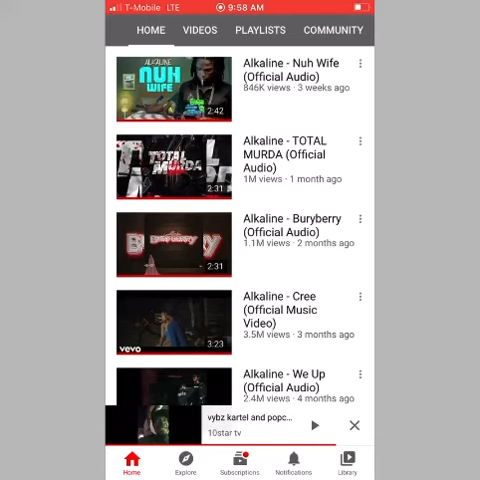 T-Mobile LTE 9:58 AM
HOME VIDEOS PLAYLISTS COMMUNITY
ALKALINE
NUH
WIFE
2:42
Alkaline - Nuh Wife
(Official Audio)
846K views · 3 weeks ago
TOTAL
MURDA
2:31
Alkaline - TOTAL
MURDA (Official
Audio)
1M views · 1 month ago
2:31
Alkaline - Buryberry
(Official Audio)
1.1M views · 2 months ago
vevo
3:23
Alkaline - Cree
(Official Music
Video)
3.5M views · 3 months ago
Alkaline - We Up
(Official Audio)
2.4M views · 4 months ago
vybz kartel and popc...
10star tv
Home Explore Subscriptions Notifications Library